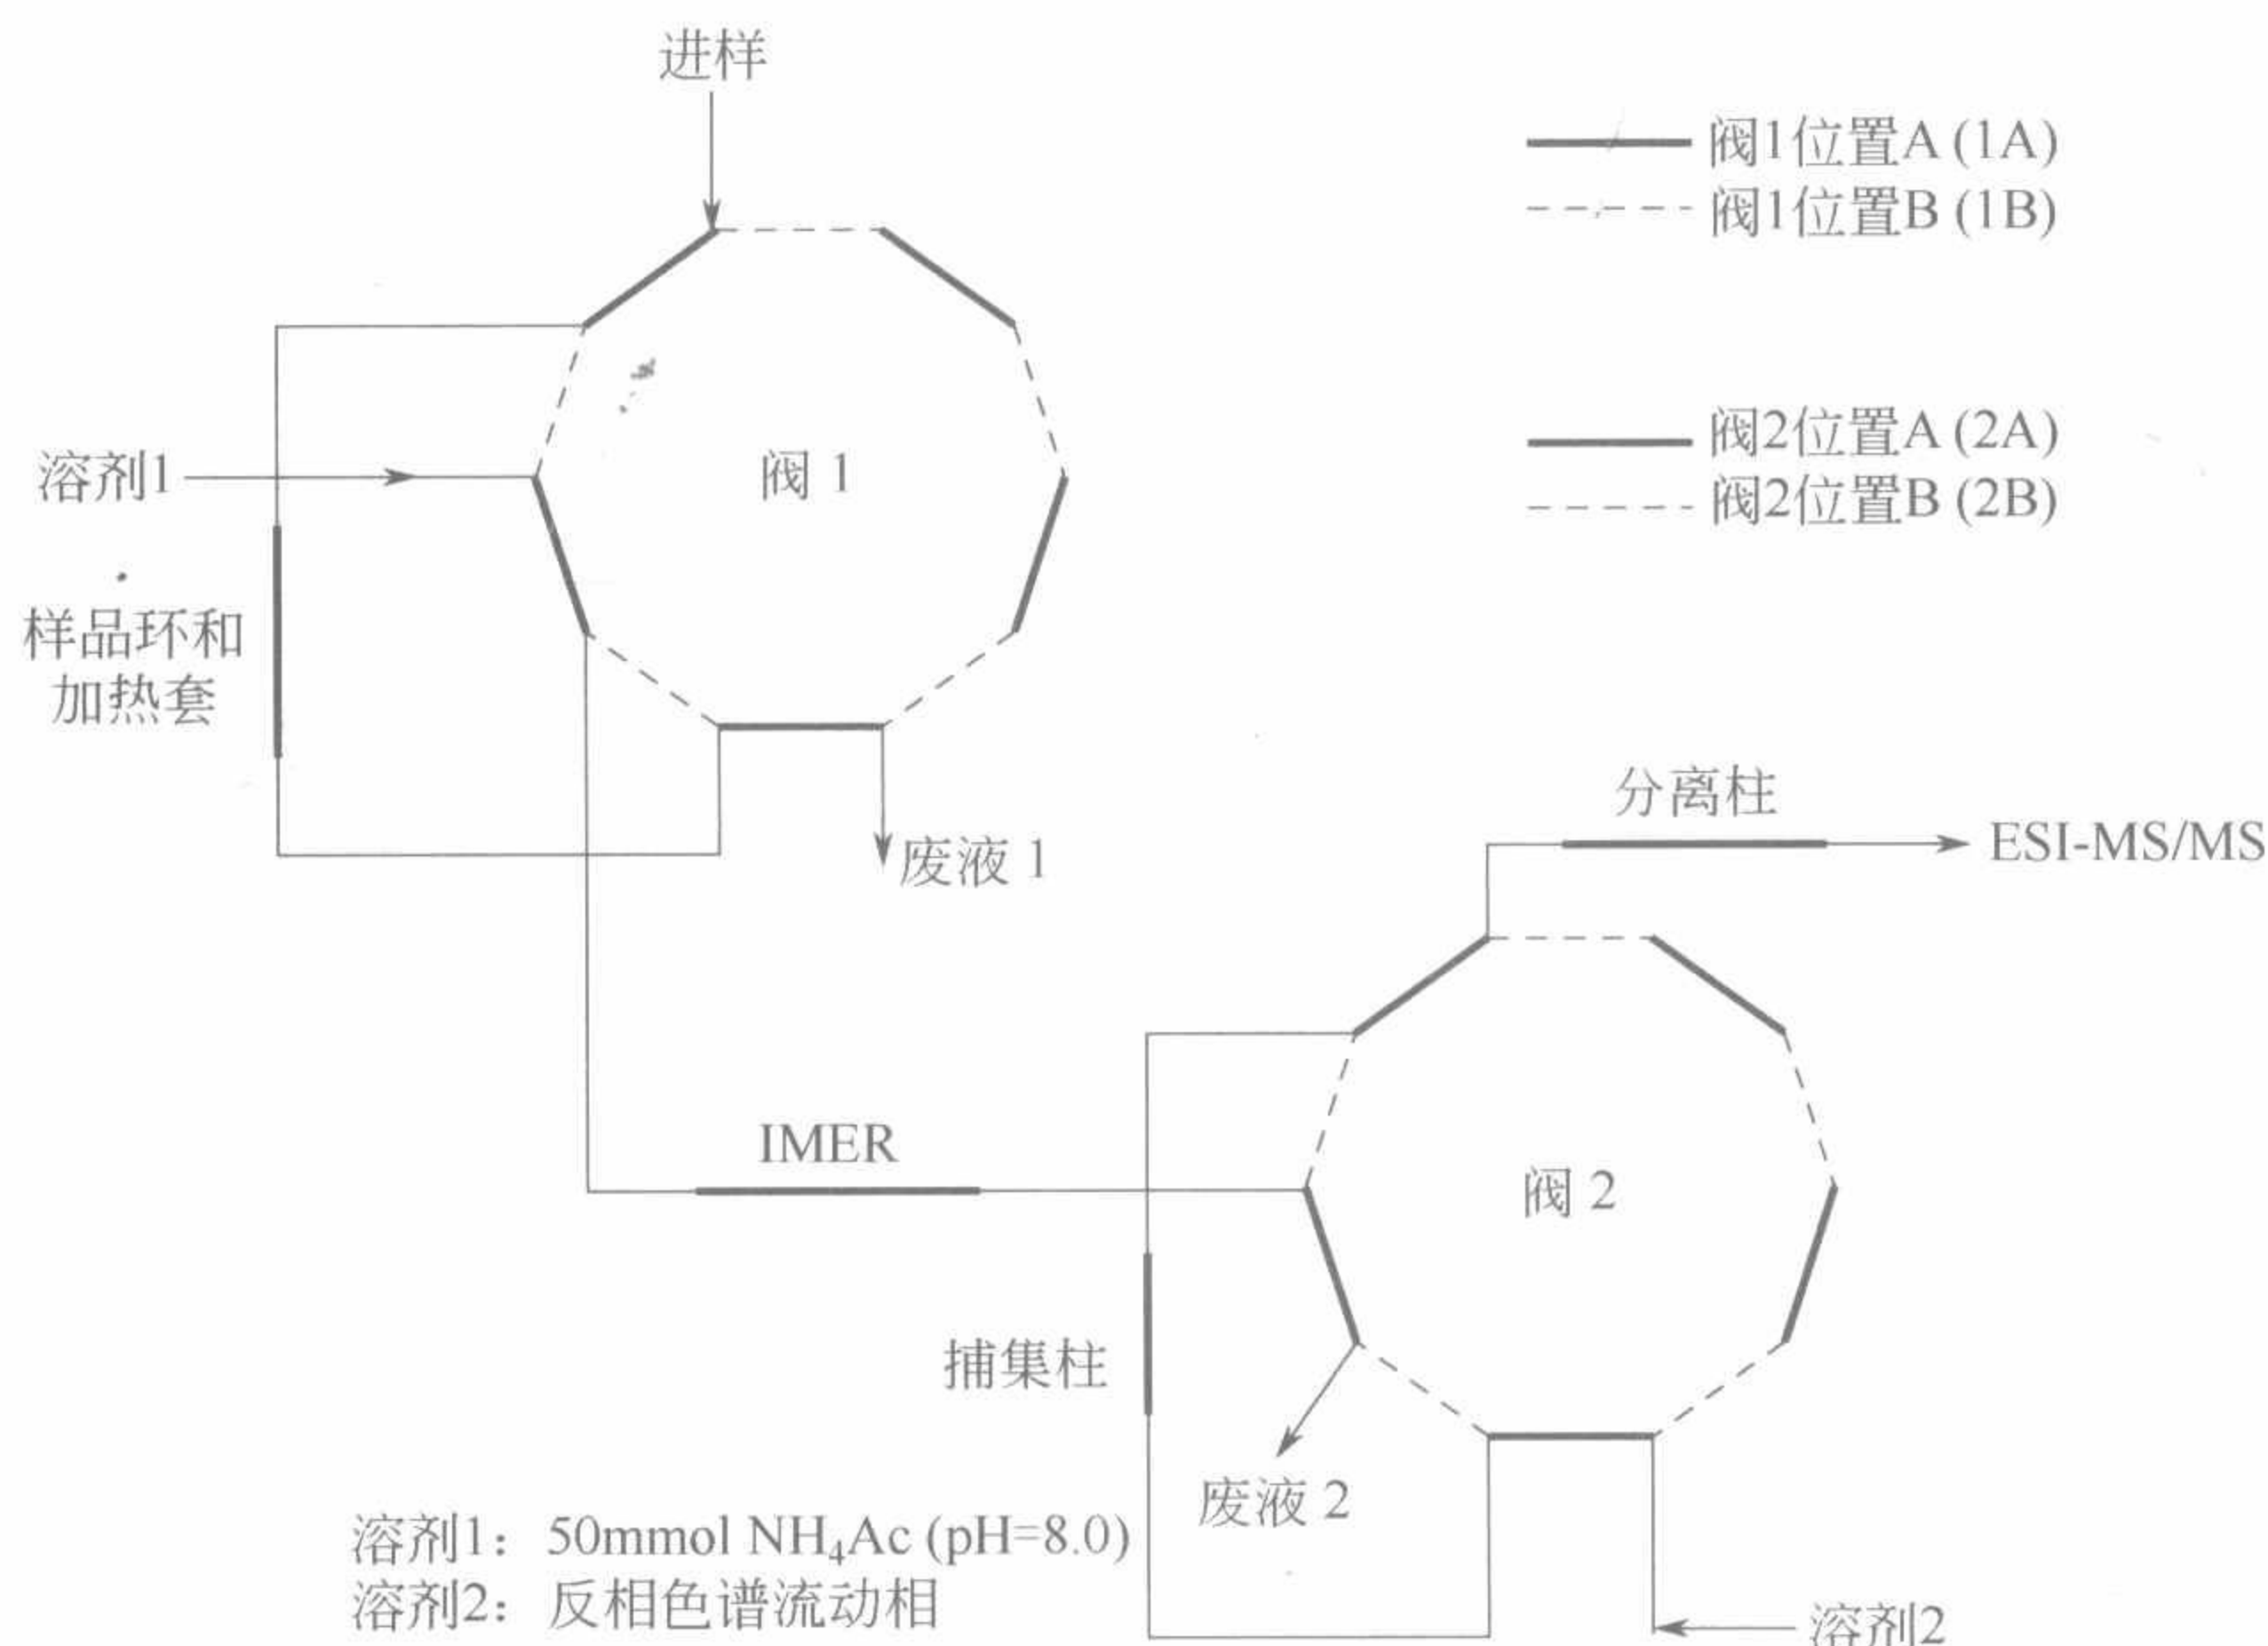 进样
阀1位置A (1A)
阀1位置B (1B)
阀2位置A (2A)
阀2位置B (2B)
溶剂1
阀 1
样品环和
加热套
废液 1
分离柱
ESI-MS/MS
IMER
阀 2
捕集柱
废液 2
溶剂1：50mmol NH₄Ac (pH=8.0)
溶剂2：反相色谱流动相
溶剂2